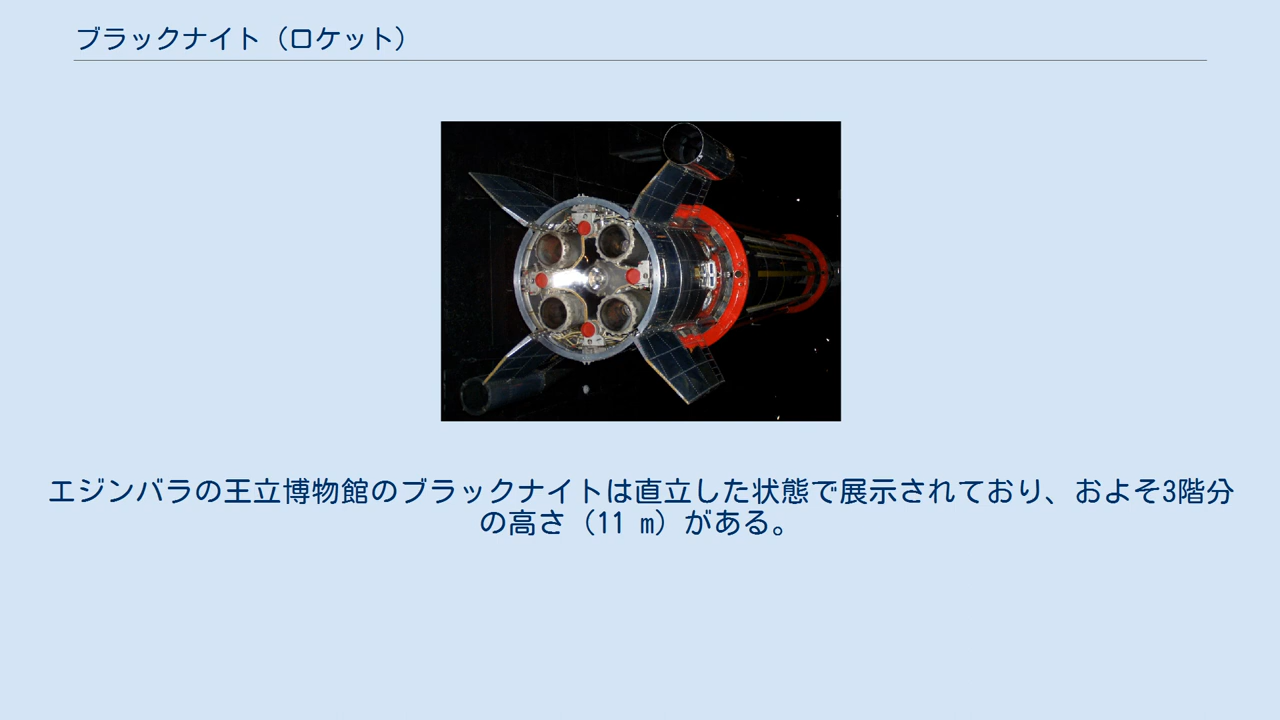 ブラックナイト（ロケット）
エジンバラの王立博物館のブラックナイトは直立した状態で展示されており、およそ3階分
の高さ（11 m）がある。